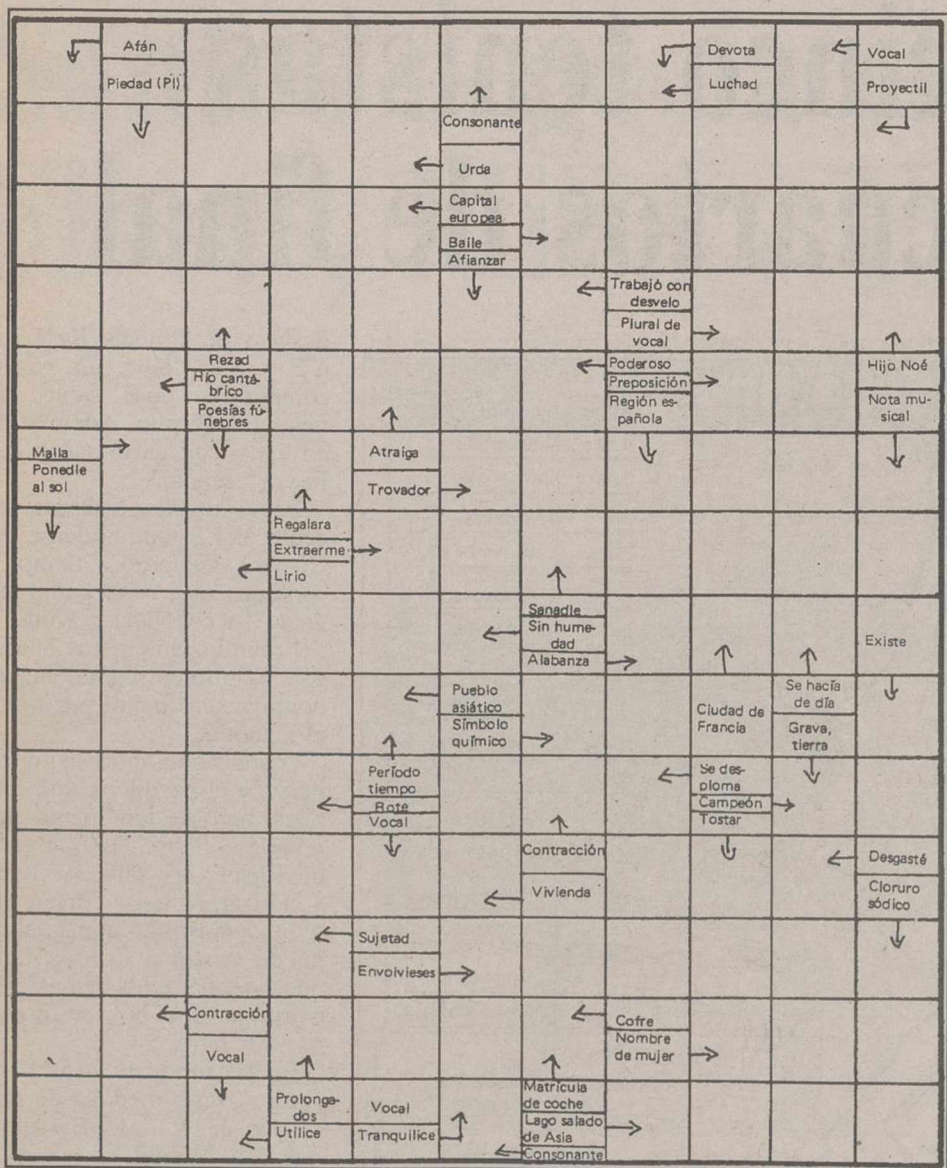 Afán
Piedad (Pl)
Devota
Luchad
Vocal
Proyectil
Consonante
Urda
Capital
europea
Baile
Afianzar
Trabajó con
desvelo
Plural de
vocal
Rezad
Río cantá-
brico
Poesías fú-
nebres
Poderoso
Preposición
Región es-
pañola
Hijo Noé
Nota mu-
sical
Malla
Ponedle
al sol
Atraiga
Trovador
Regalara
Extraerme
Lirio
Sanadle
Sin hume-
dad
Alabanza
Existe
Pueblo
asiático
Símbolo
químico
Ciudad de
Francia
Se hacía
de día
Grava,
tierra
Período
tiempo
Rote
Vocal
Se des-
ploma
Campeón
Tostar
Contracción
Vivienda
Desgasté
Cloruro
sódico
Sujetad
Envolvieses
Contracción
Vocal
Cofre
Nombre
de mujer
Prolonga-
dos
Utilice
Vocal
Tranquilice
Matrícula
de coche
Lago salado
de Asia
Consonante